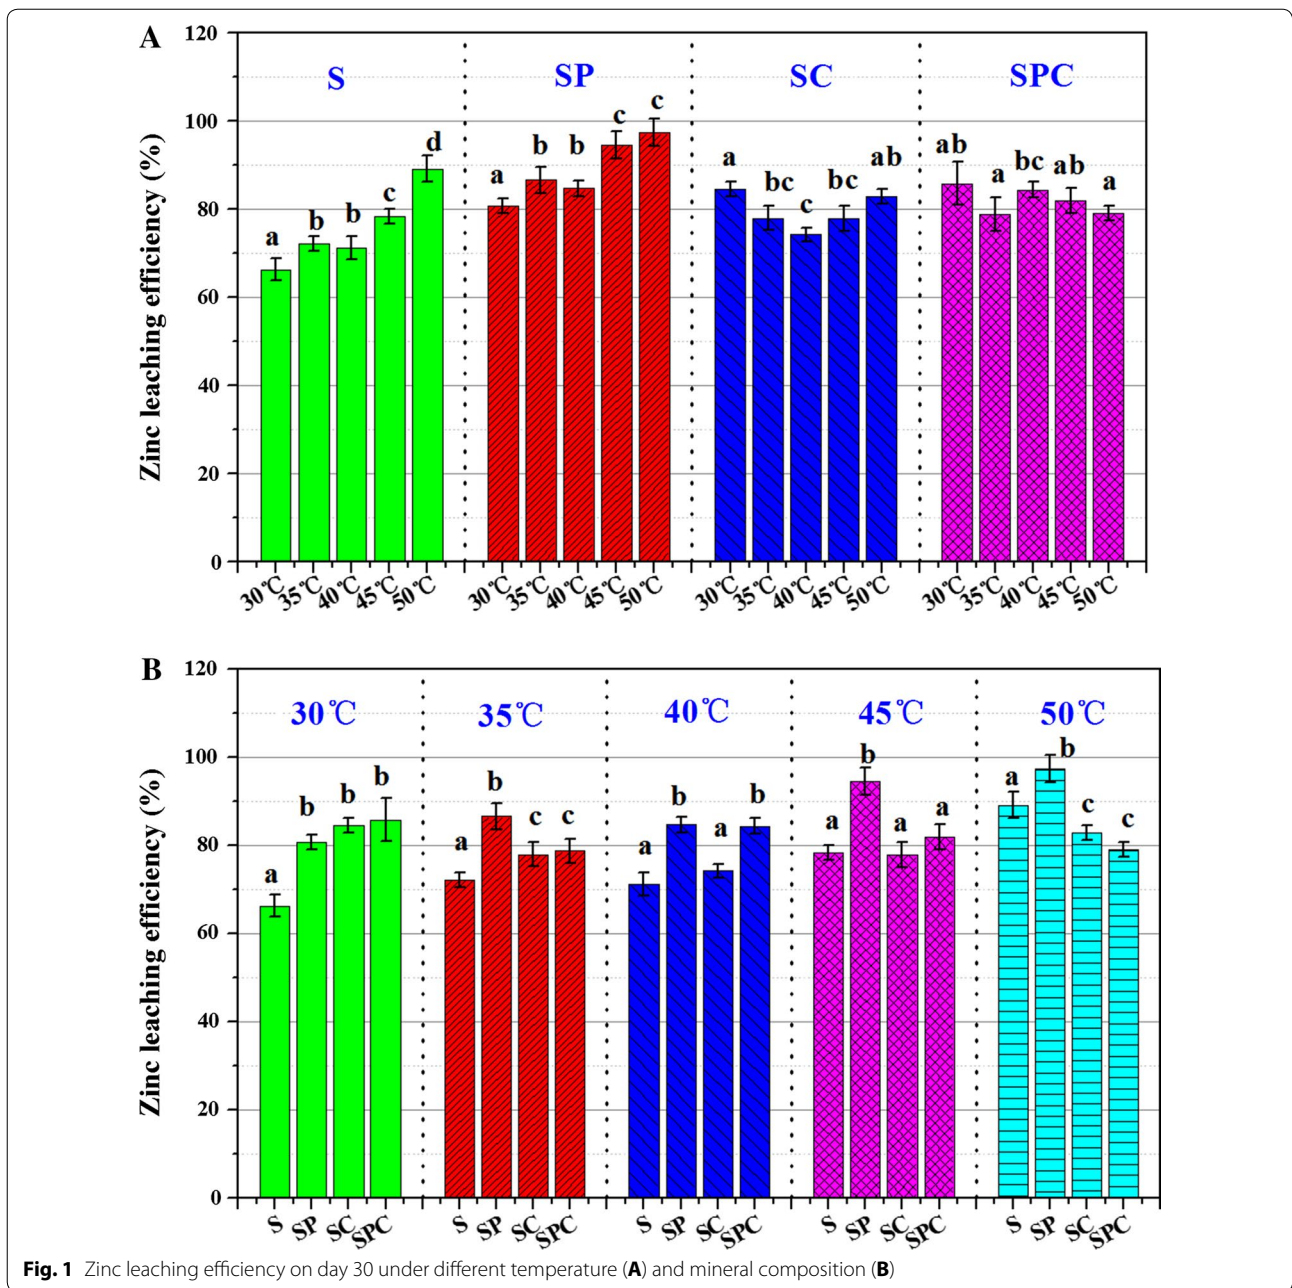 A
120
100
80
60
40
20
0
Zinc leaching efficiency (%)
S SP SC SPC
a b b c d
a b b c c
a bc c bc ab
ab a bc ab a
30℃ 35℃ 40℃ 45℃ 50℃ 30℃ 35℃ 40℃ 45℃ 50℃ 30℃ 35℃ 40℃ 45℃ 50℃ 30℃ 35℃ 40℃ 45℃ 50℃
B
120
100
80
60
40
20
0
Zinc leaching efficiency (%)
30℃ 35℃ 40℃ 45℃ 50℃
a b b b
a b c c
a b a b
a b a a
a b c c
S SP SC SPC S SP SC SPC S SP SC SPC S SP SC SPC S SP SC SPC
Fig. 1 Zinc leaching efficiency on day 30 under different temperature (A) and mineral composition (B)